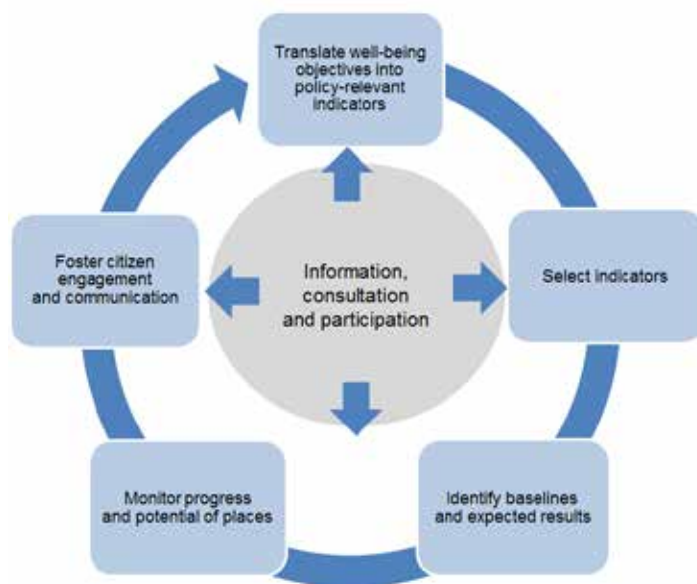 Translate well-being
objectives into
policy-relevant
indicators
Foster citizen
engagement
and communication
Information,
consultation
and participation
Select indicators
Monitor progress
and potential of places
Identify baselines
and expected results